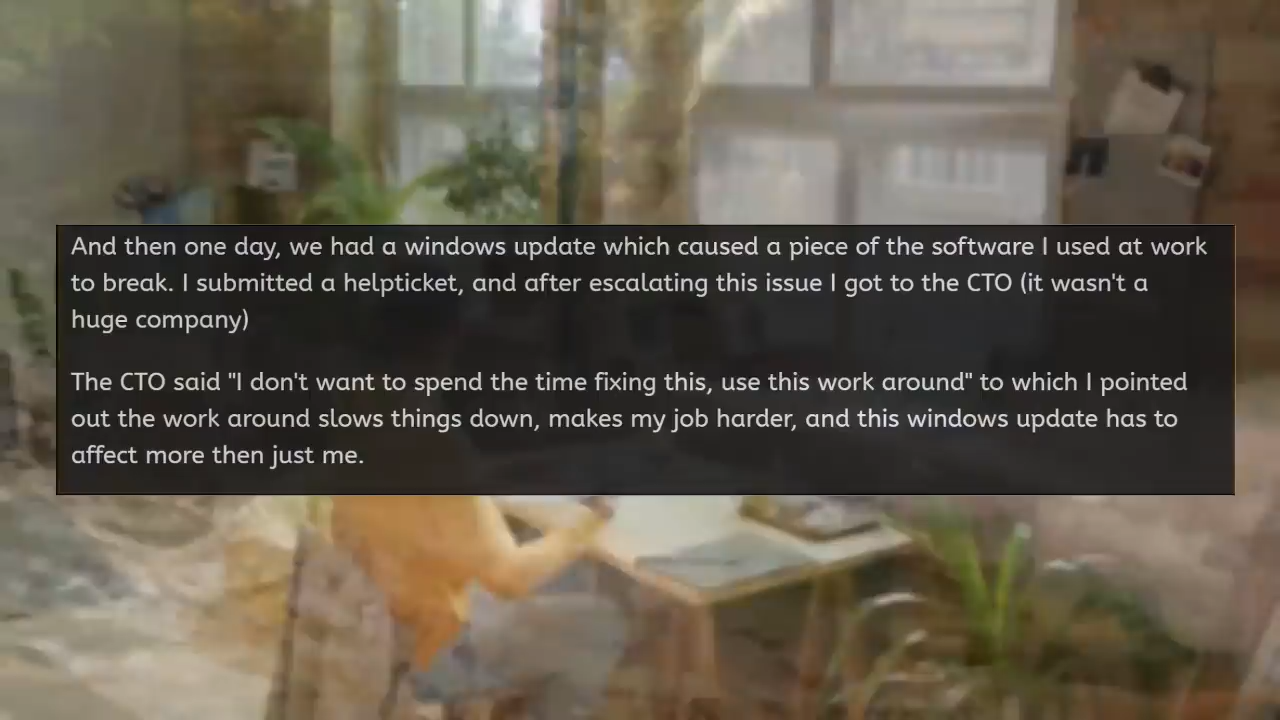 And then one day, we had a windows update which caused a piece of the software I used at work
to break. I submitted a helpticket, and after escalating this issue I got to the CTO (it wasn't a
huge company)
The CTO said "I don't want to spend the time fixing this, use this work around" to which I pointed
out the work around slows things down, makes my job harder, and this windows update has to
affect more then just me.